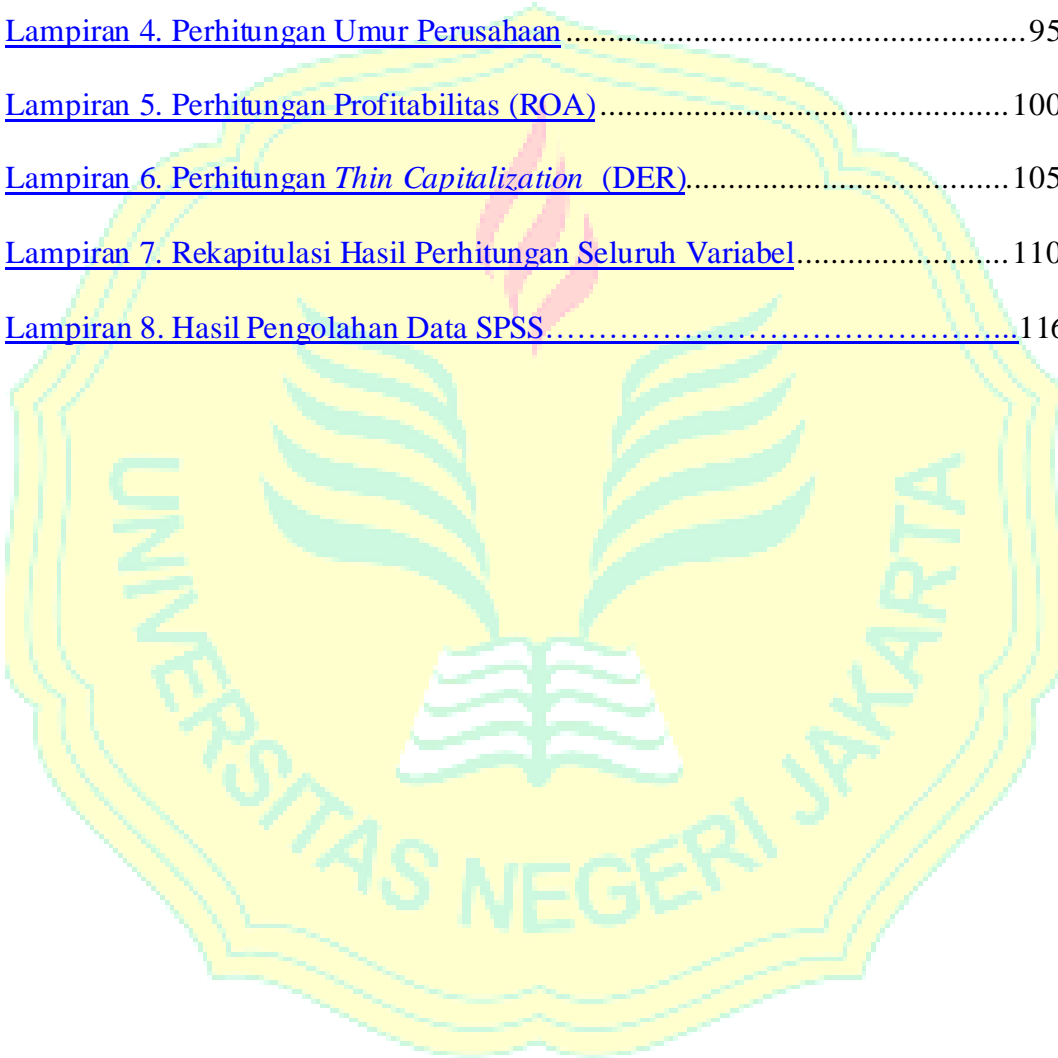 Lampiran 4. Perhitungan Umur Perusahaan ................................................ 95
Lampiran 5. Perhitungan Profitabilitas (ROA) .......................................... 100
Lampiran 6. Perhitungan Thin Capitalization (DER)................................. 105
Lampiran 7. Rekapitulasi Hasil Perhitungan Seluruh Variabel...................... 110
Lampiran 8. Hasil Pengolahan Data SPSS…………………………………...116
UNIVERSITAS NEGERI JAKARTA